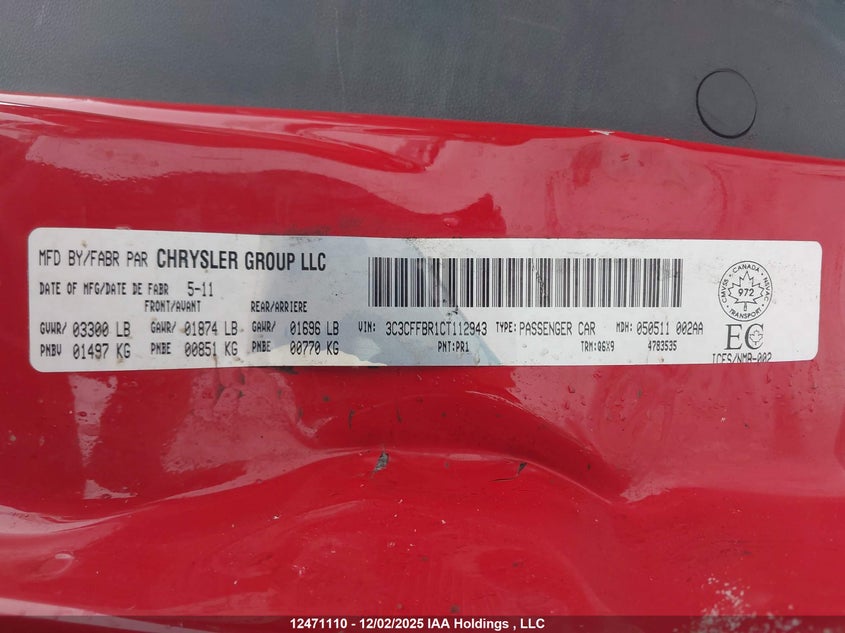 MFD BY/FABR PAR CHRYSLER GROUP LLC
DATE OF MFG/DATE DE FABR 5-11
FRONT/AVANT REAR/ARRIERE
GVWR/ 03300 LB GAWR/ 01874 LB GAWR/ 01696 LB
PNBV 01497 KG PNBE 00851 KG PNBE 00770 KG
VIN: 3C3CFFBR1CT112943 TYPE: PASSENGER CAR MDH: 050511 002AA
PNT:PR1 TRM:Q6X9 4783535
CANADA
CMVSS NSVAC
972
TRANSPORT
EC
ICES/NMB-002
12471110 - 12/02/2025 IAA Holdings , LLC